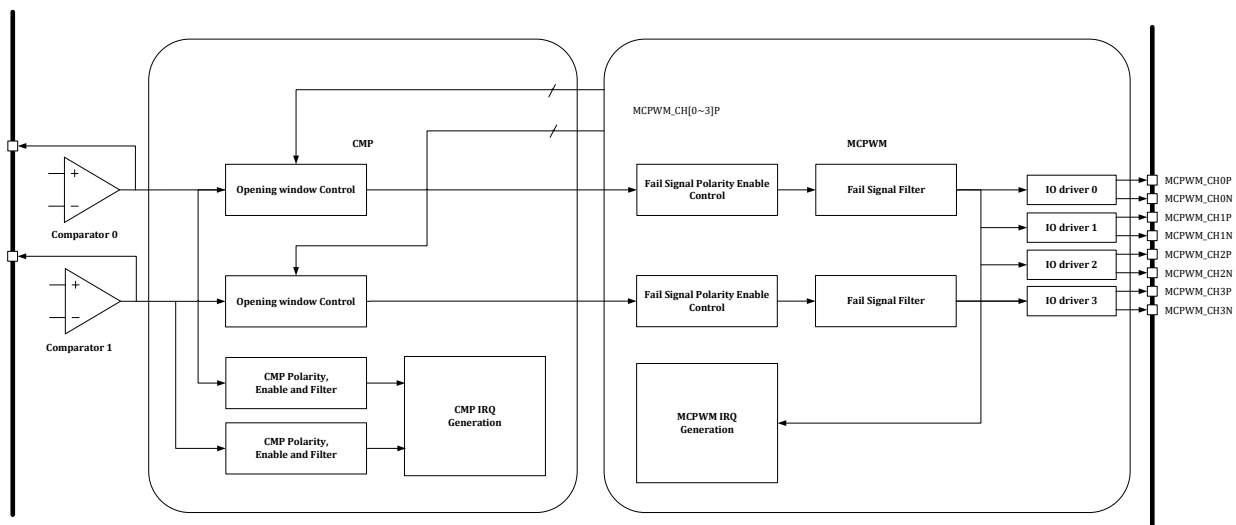 MCPWM_CH[0~3]P
CMP
MCPWM
+
−
Comparator 0
Opening window Control
Fail Signal Polarity Enable
Control
Fail Signal Filter
IO driver 0
IO driver 1
IO driver 2
IO driver 3
MCPWM_CH0P
MCPWM_CH0N
MCPWM_CH1P
MCPWM_CH1N
MCPWM_CH2P
MCPWM_CH2N
MCPWM_CH3P
MCPWM_CH3N
+
−
Comparator 1
Opening window Control
Fail Signal Polarity Enable
Control
Fail Signal Filter
CMP Polarity,
Enable and Filter
CMP Polarity,
Enable and Filter
CMP IRQ
Generation
MCPWM IRQ
Generation